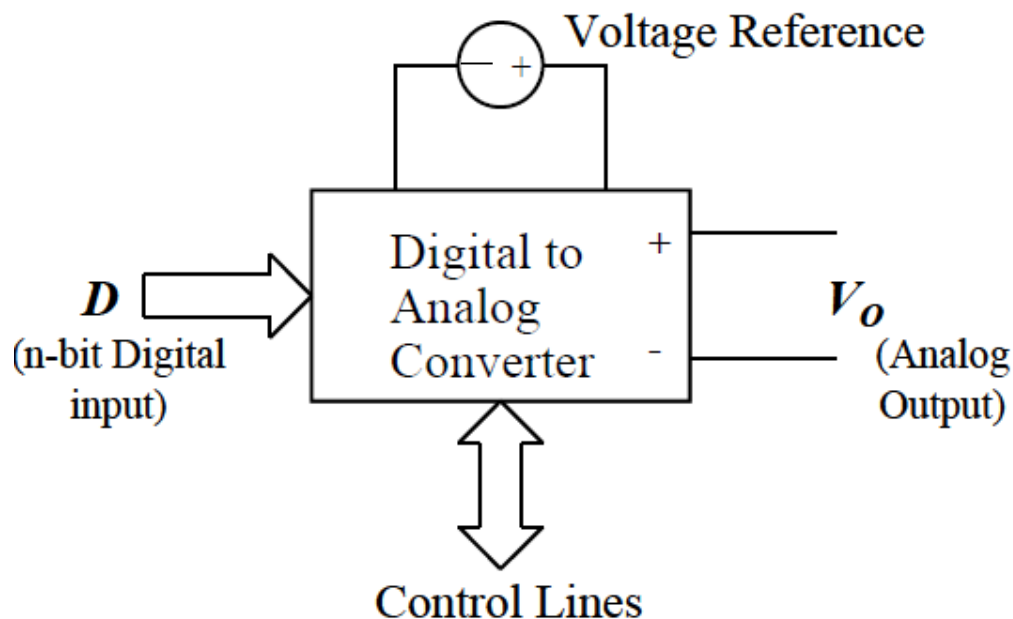 Voltage Reference
— +
Digital to
Analog
Converter
+
-
D
(n-bit Digital
input)
Vo
(Analog
Output)
Control Lines